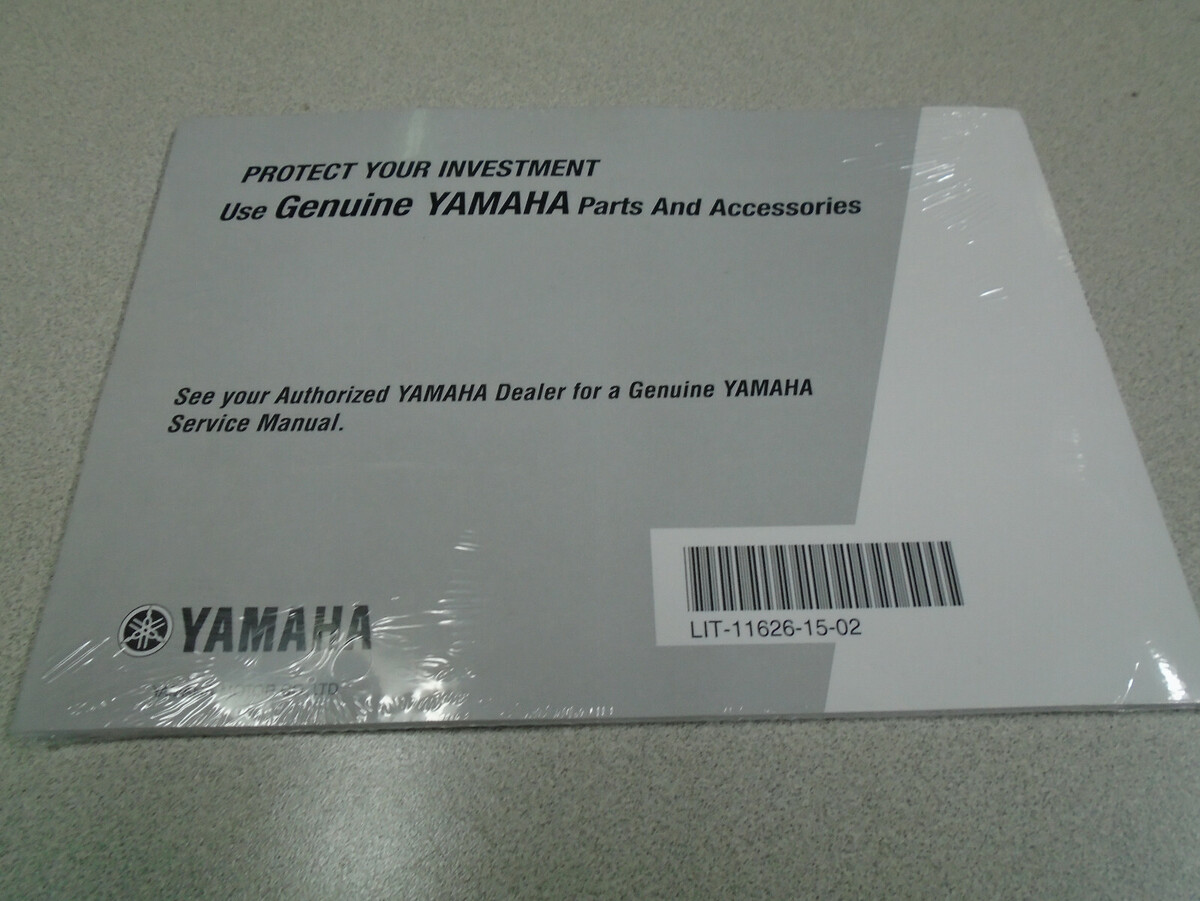 PROTECT YOUR INVESTMENT
Use Genuine YAMAHA Parts And Accessories
See your Authorized YAMAHA Dealer for a Genuine YAMAHA
Service Manual.
YAMAHA
LIT-11626-15-02